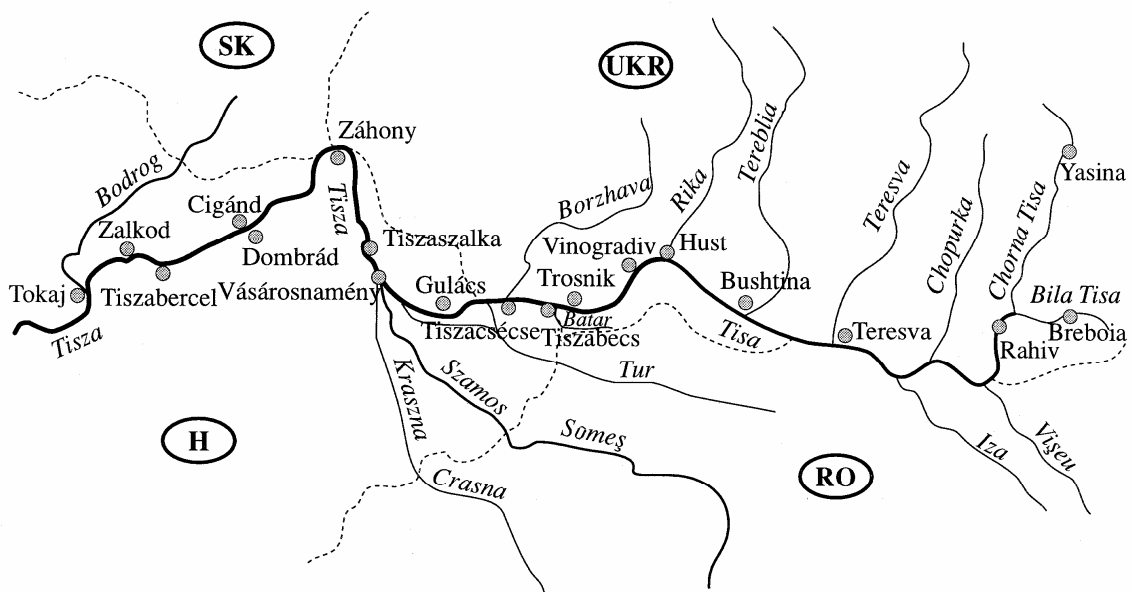 SK
UKR
Záhony
Bodrog
Tisza
Cigánd
Zalkod
Dombrád
Tiszaszalka
Tokaj
Tiszabercel
Vásárosnamény
Tisza
Gulács
Tiszacsécse
Borzhava
Rika
Tereblia
Vinogradiv
Hust
Trosnik
Batar
Tiszabecs
Bushtina
Tisa
Teresva
Teresva
Chopurka
Chorna Tisa
Yasina
Bila Tisa
Breboia
Rahiv
Tur
Kraszna
Szamos
Someş
Crasna
H
RO
Iza
Vişeu